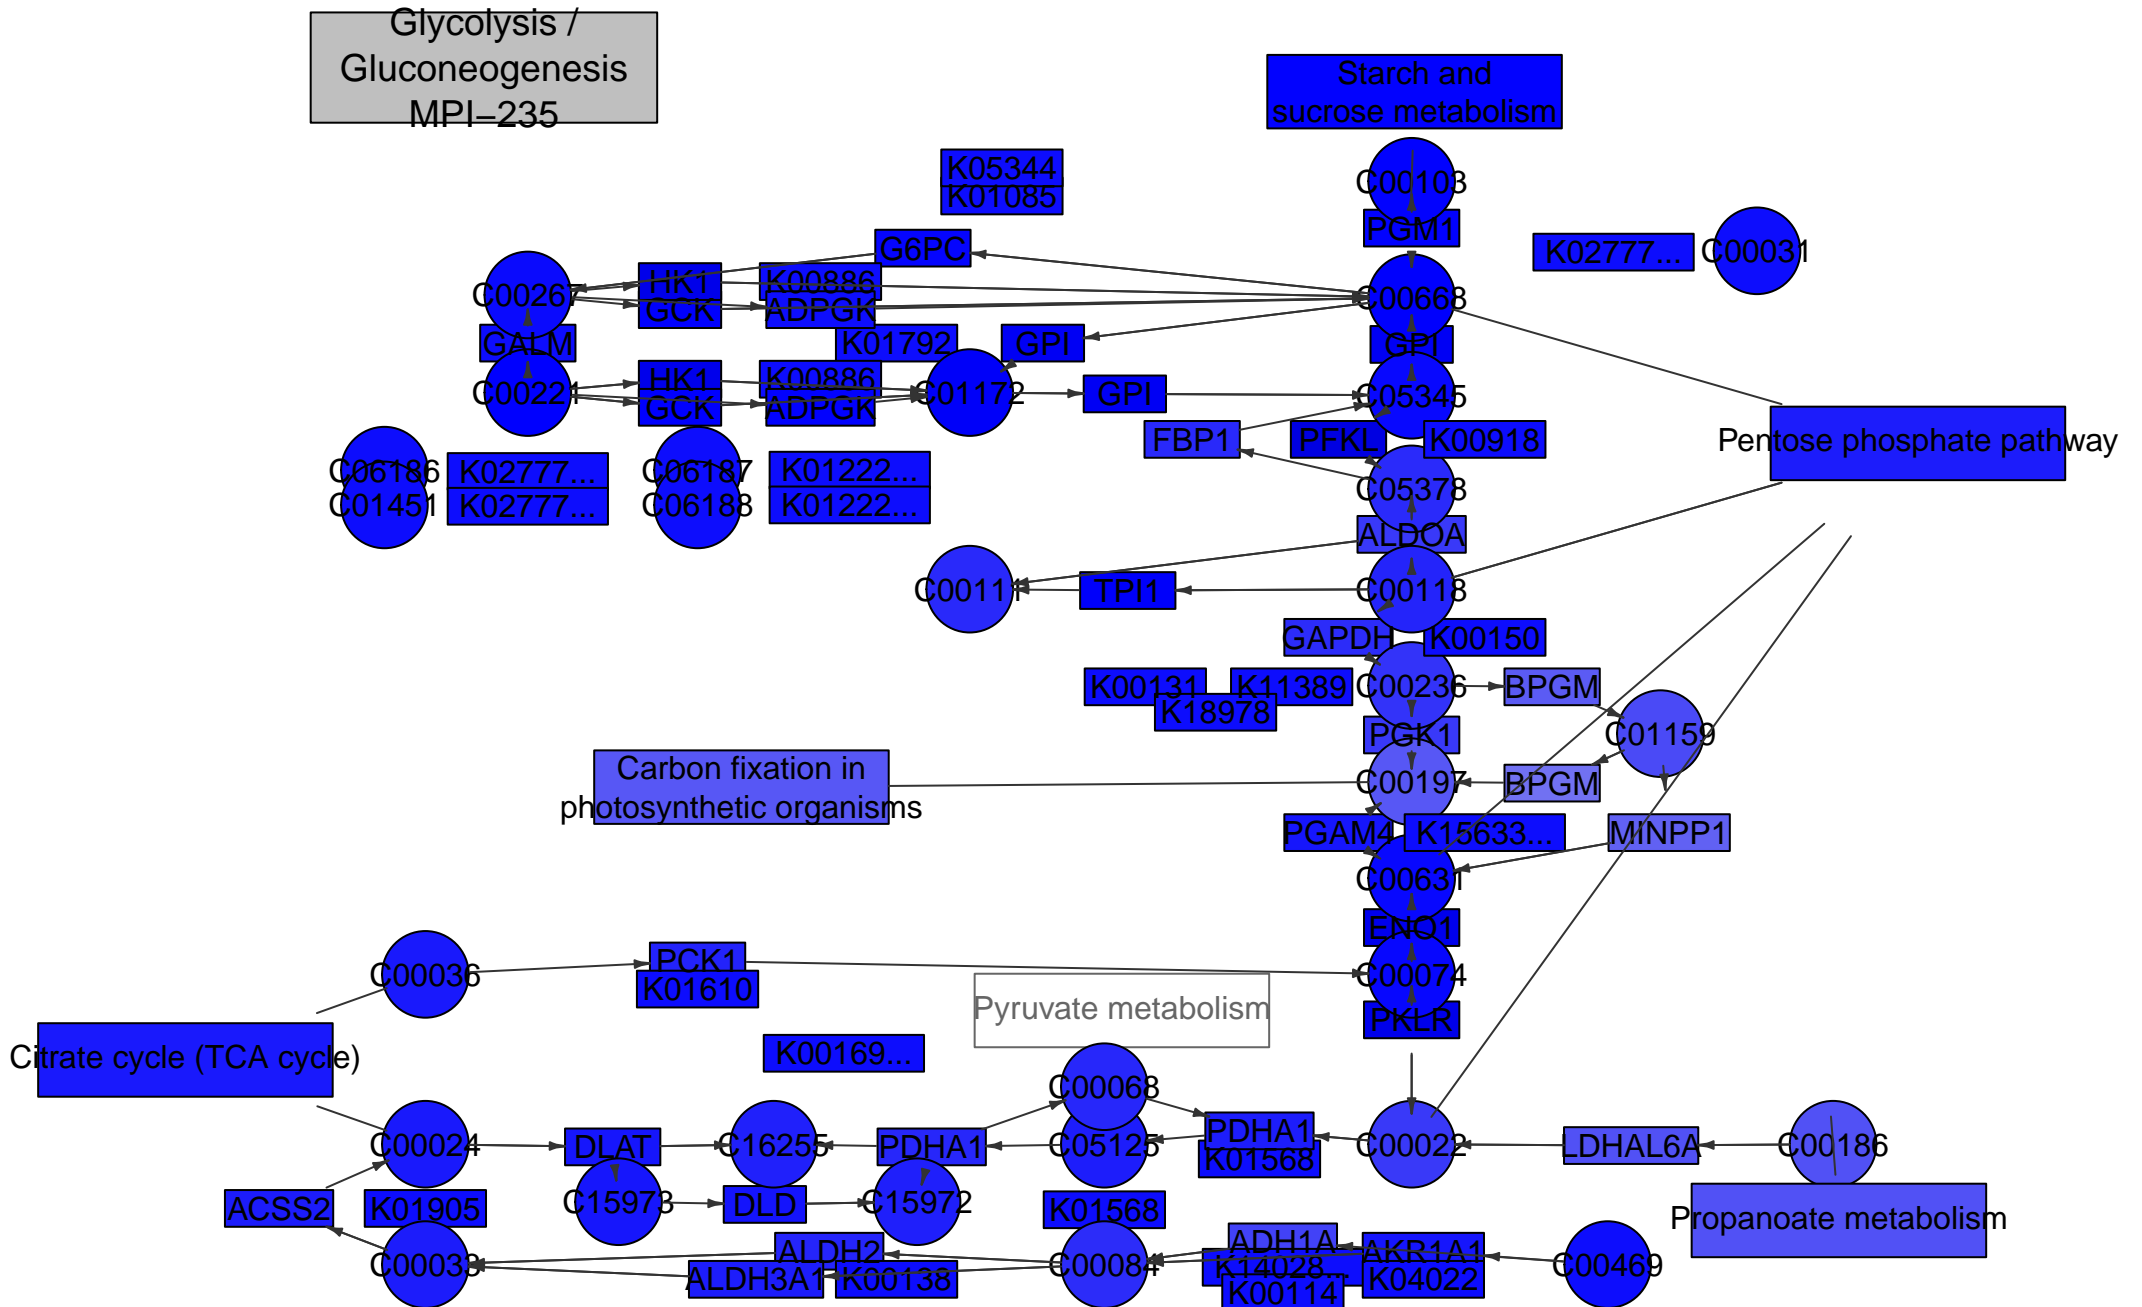 Glycolysis /
Gluconeogenesis
MPI–235
Starch and
sucrose metabolism
K05344
K01085
C00103
PGM1
G6PC
K02777...
C00031
C00267
HK1
K00886
GCK
ADPGK
C00668
GALM
K01792
GPI
GPI
C00221
HK1
K00886
GCK
ADPGK
C01172
GPI
C05345
FBP1
PFKL
K00918
Pentose phosphate pathway
C06186
K02777...
C06187
K01222...
C05378
C01451
K02777...
C06188
K01222...
ALDOA
C00111
TPI1
C00118
GAPDH
K00150
K00131
K11389
C00236
BPGM
K18978
PGK1
C01159
Carbon fixation in
photosynthetic organisms
C00197
BPGM
PGAM4
K15633...
MINPP1
C00631
ENO1
C00036
PCK1
K01610
C00074
Pyruvate metabolism
PKLR
Citrate cycle (TCA cycle)
K00169...
C00068
C00024
DLAT
C16255
PDHA1
C05125
PDHA1
K01568
C00022
LDHAL6A
C00186
ACSS2
K01905
C15973
DLD
C15972
K01568
Propanoate metabolism
C00033
ALDH2
ALDH3A1
K00138
C00084
ADH1A
K14028...
K00114
AKR1A1
K04022
C00469